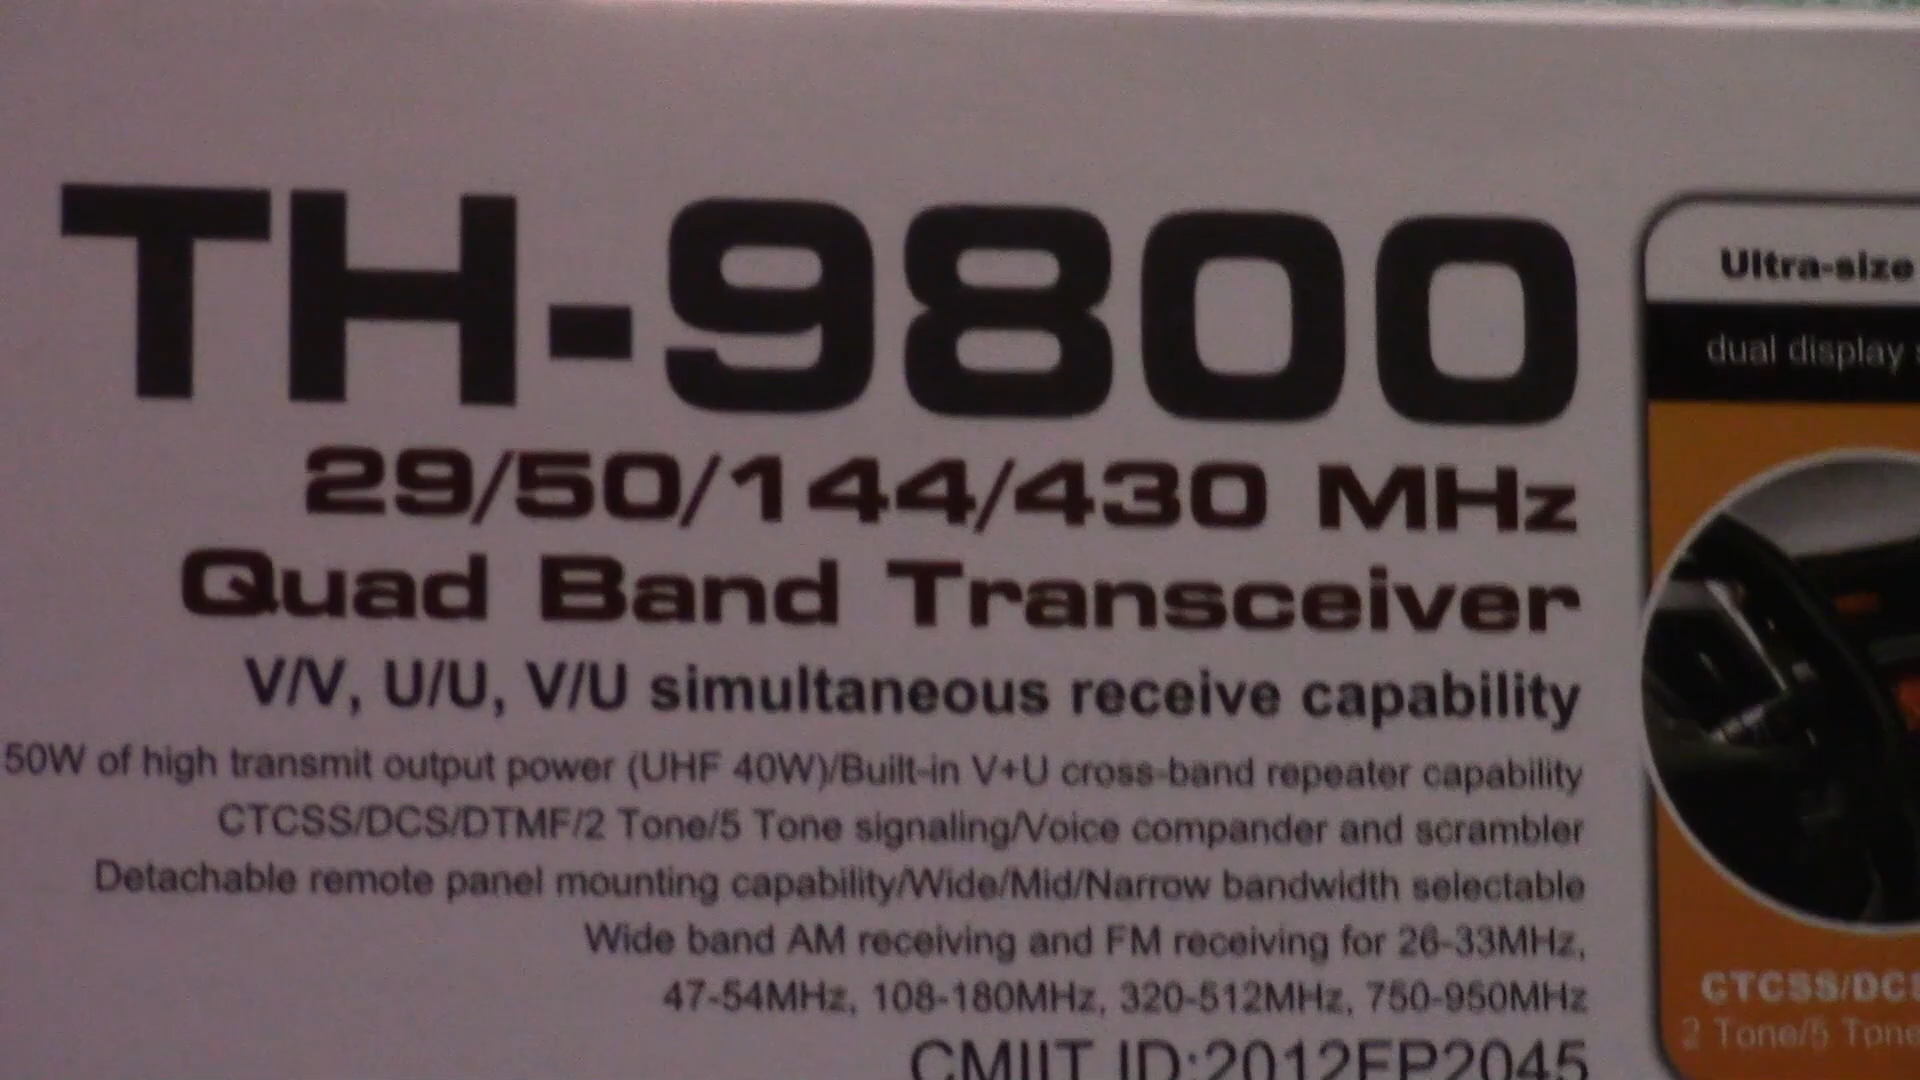 TH-9800
29/50/144/430 MHz
Quad Band Transceiver
V/V, U/U, V/U simultaneous receive capability
50W of high transmit output power (UHF 40W)/Built-in V+U cross-band repeater capability
CTCSS/DCS/DTMF/2 Tone/5 Tone signaling/Voice compander and scrambler
Detachable remote panel mounting capability/Wide/Mid/Narrow bandwidth selectable
Wide band AM receiving and FM receiving for 26-33MHz,
47-54MHz, 108-180MHz, 320-512MHz, 750-950MHz
CMIIT ID:2012FP2045
Ultra-size
dual display
CTCSS/DCS
2 Tone/5 Tone